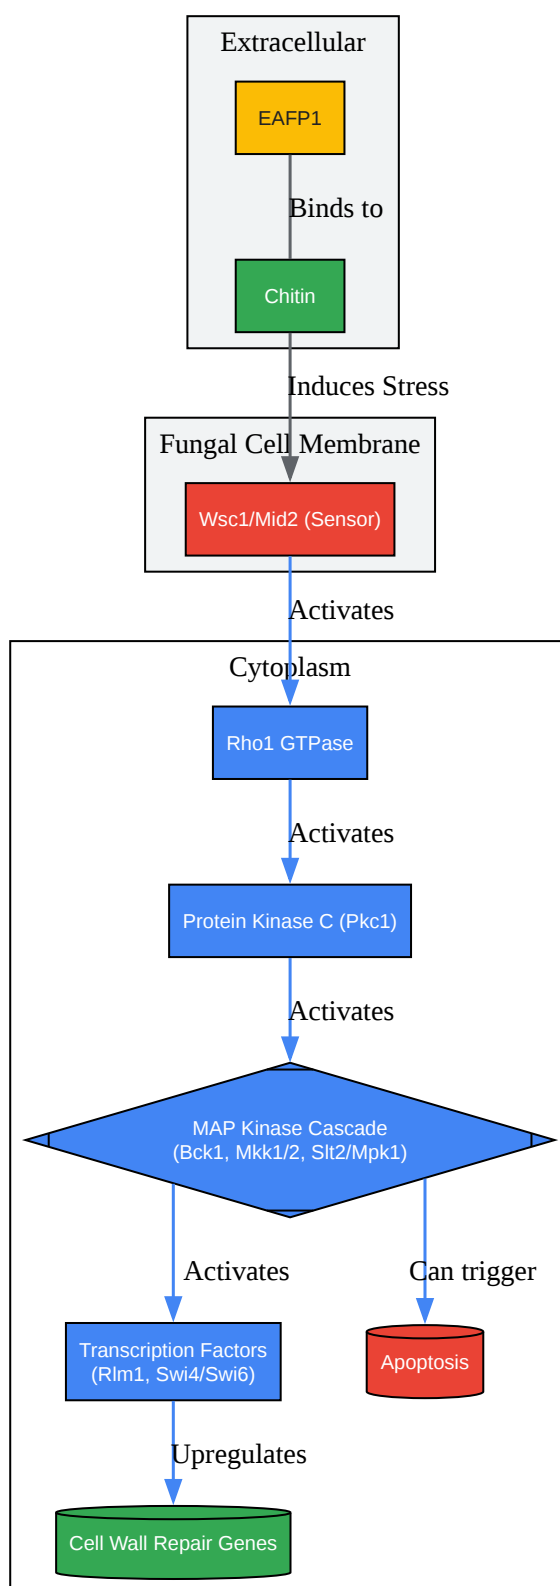 Extracellular
EAFP1
Binds to
Chitin
Induces Stress
Fungal Cell Membrane
Wsc1/Mid2 (Sensor)
Activates
Cytoplasm
Rho1 GTPase
Activates
Protein Kinase C (Pkc1)
Activates
MAP Kinase Cascade
(Bck1, Mkk1/2, Slt2/Mpk1)
Activates
Can trigger
Transcription Factors
(Rlm1, Swi4/Swi6)
Apoptosis
Upregulates
Cell Wall Repair Genes